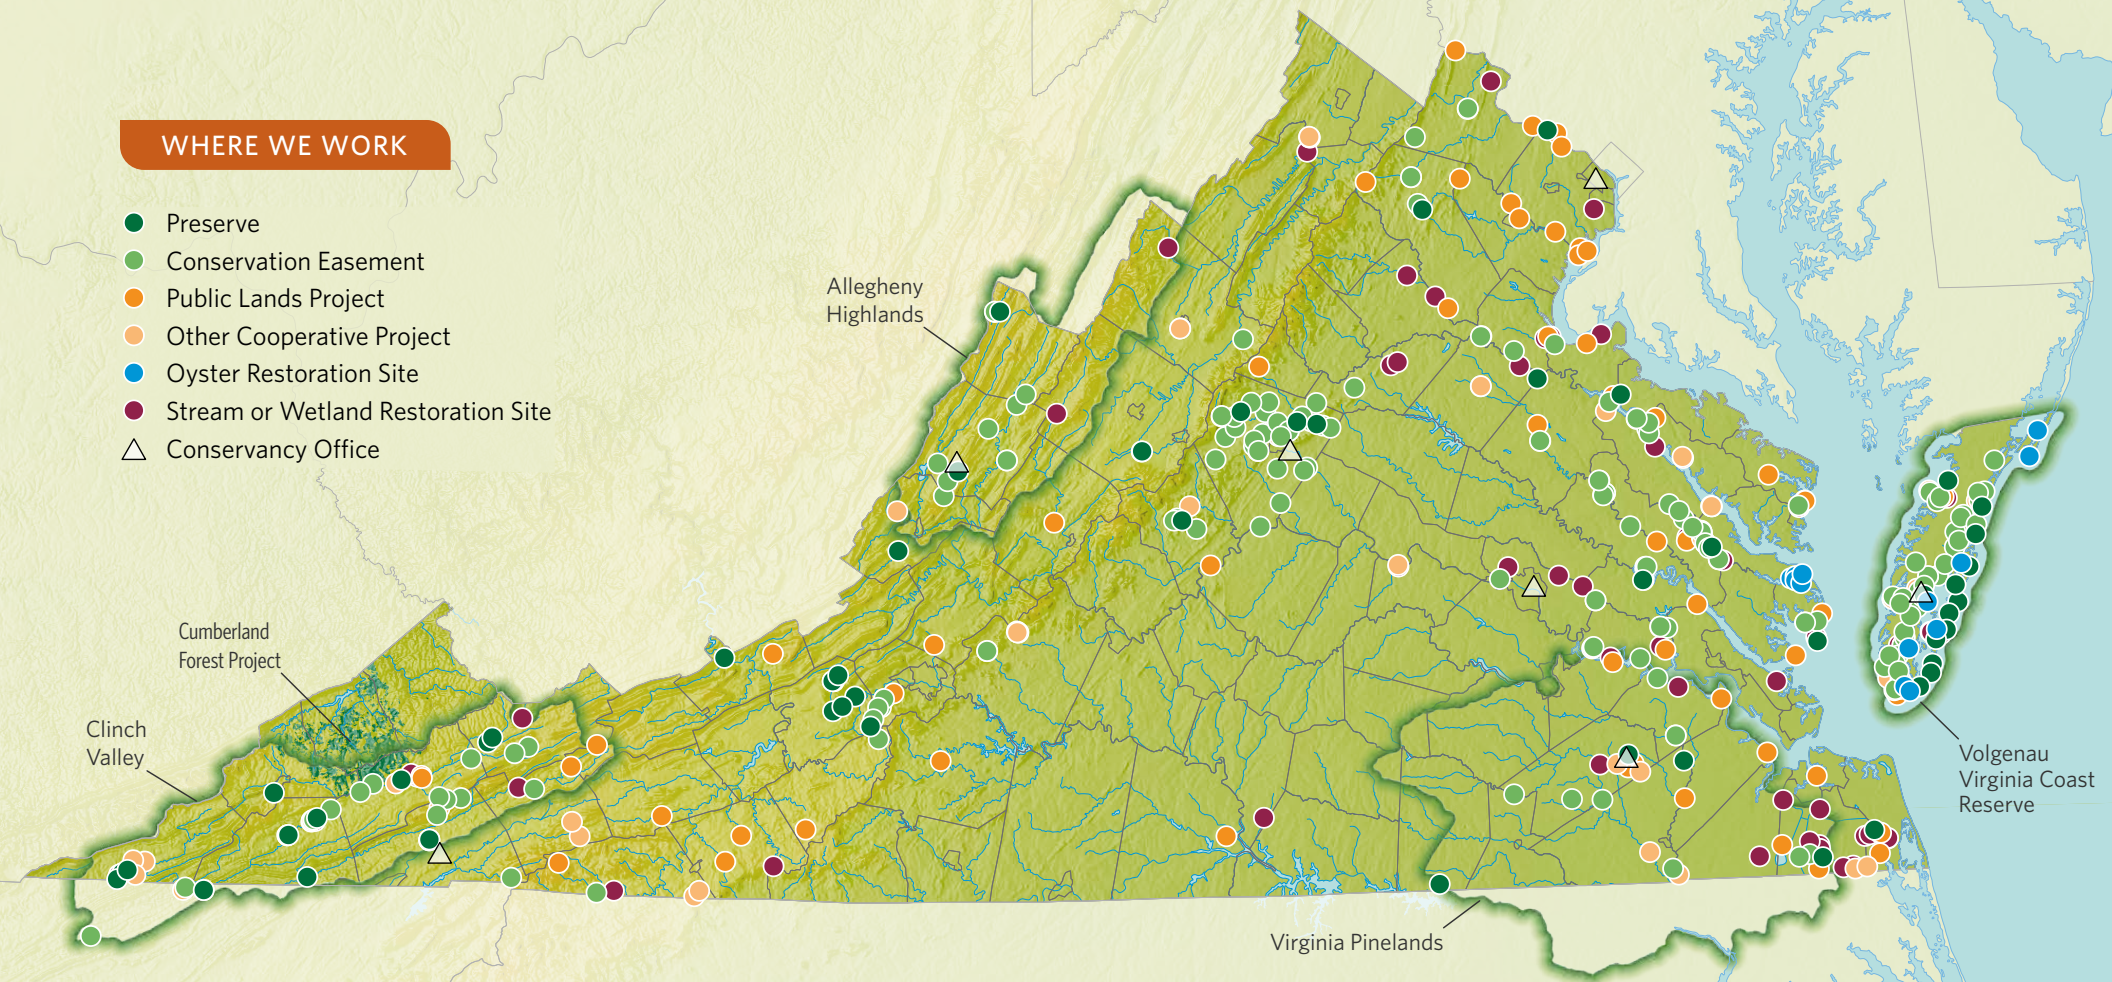 WHERE WE WORK
Preserve
Conservation Easement
Public Lands Project
Other Cooperative Project
Oyster Restoration Site
Stream or Wetland Restoration Site
Conservancy Office
Allegheny
Highlands
Cumberland
Forest Project
Clinch
Valley
Volgenau
Virginia Coast
Reserve
Virginia Pinelands